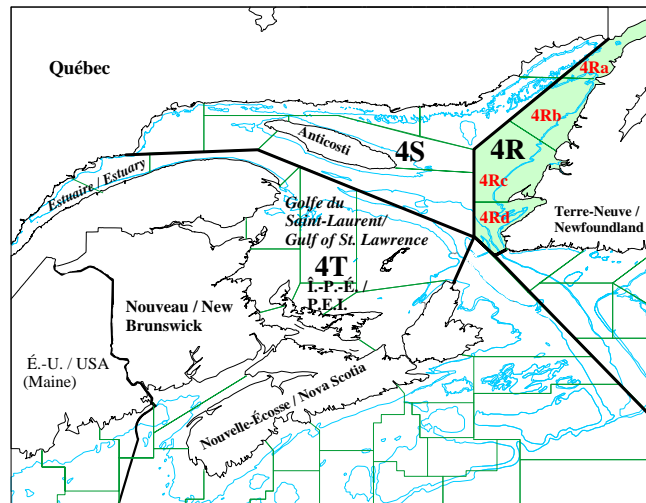 Québec
4Ra
4Rb
Anticosti
4S
4R
4Rc
Estuaire / Estuary
Golfe du
Saint-Laurent/
Gulf of St. Lawrence
4Rd
Terre-Neuve /
Newfoundland
4T
Î.-P.-É. /
P.E.I.
Nouveau / New
Brunswick
É.-U. / USA
(Maine)
Nouvelle-Écosse / Nova Scotia